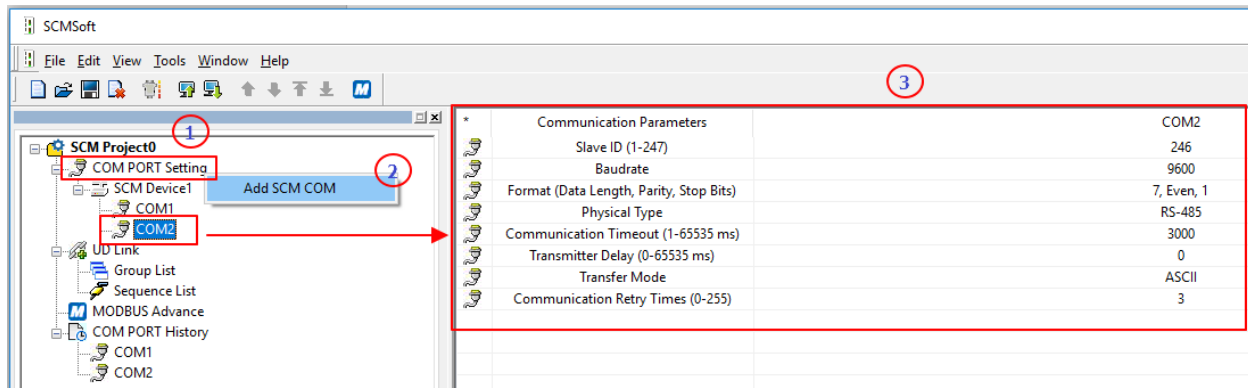 SCMSoft
File Edit View Tools Window Help
M
3
1
SCM Project0
COM PORT Setting
2
SCM Device1
Add SCM COM
COM1
COM2
UD Link
Group List
Sequence List
M MODBUS Advance
COM PORT History
COM1
COM2
* Communication Parameters COM2
Slave ID (1-247) 246
Baudrate 9600
Format (Data Length, Parity, Stop Bits) 7, Even, 1
Physical Type RS-485
Communication Timeout (1-65535 ms) 3000
Transmitter Delay (0-65535 ms) 0
Transfer Mode ASCII
Communication Retry Times (0-255) 3